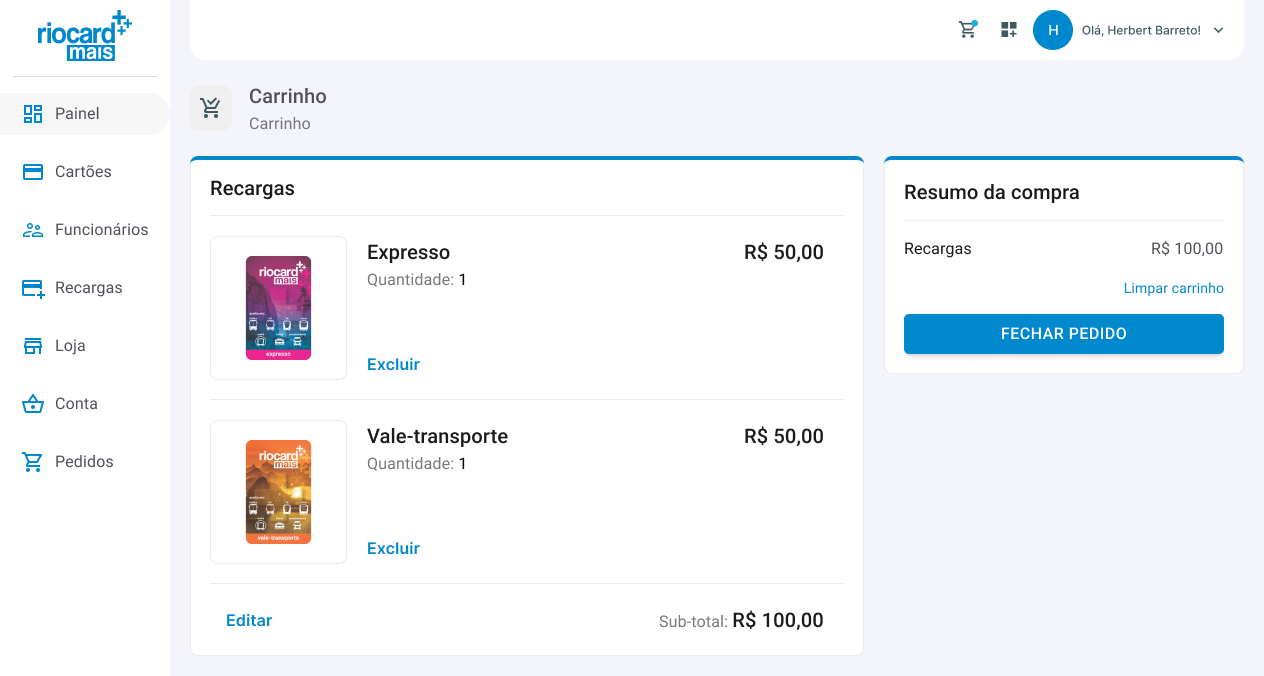 riocard
mais
H
Olá, Herbert Barreto!
Painel
Cartões
Funcionários
Recargas
Loja
Conta
Pedidos
Carrinho
Carrinho
Recargas
riocard
mais
expresso
Expresso
R$ 50,00
Quantidade: 1
Excluir
riocard
mais
vale-transporte
Vale-transporte
R$ 50,00
Quantidade: 1
Excluir
Editar
Sub-total: R$ 100,00
Resumo da compra
Recargas
R$ 100,00
Limpar carrinho
FECHAR PEDIDO